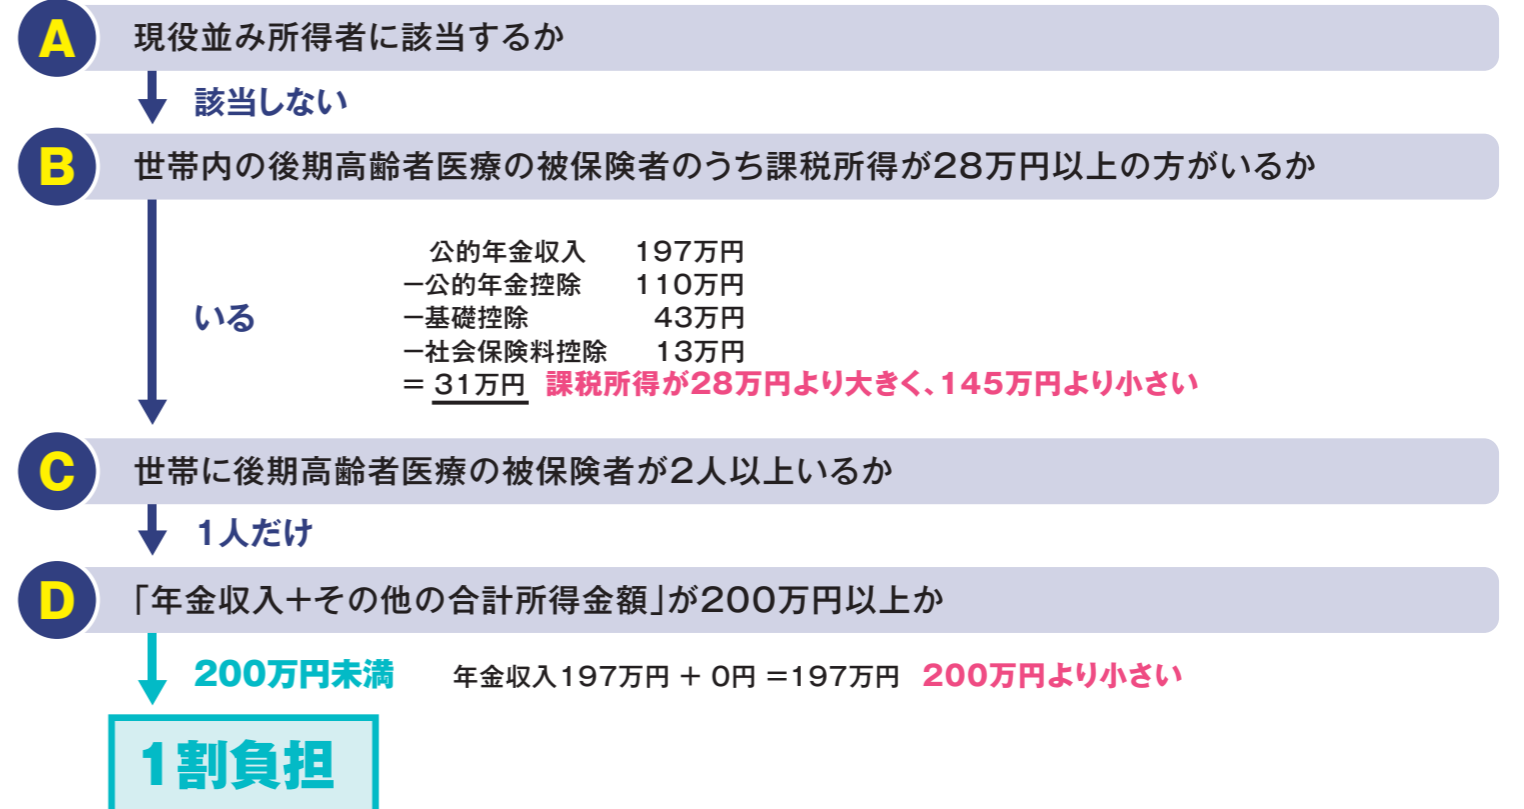 A 現役並み所得者に該当するか
該当しない
B 世帯内の後期高齢者医療の被保険者のうち課税所得が28万円以上の方がいるか
公的年金収入 197万円
－公的年金控除 110万円
いる －基礎控除 43万円
－社会保険料控除 13万円
＝ 31万円 課税所得が28万円より大きく、145万円より小さい
C 世帯に後期高齢者医療の被保険者が2人以上いるか
1人だけ
D 「年金収入＋その他の合計所得金額」が200万円以上か
200万円未満 年金収入197万円 ＋ 0円 ＝197万円 200万円より小さい
1割負担